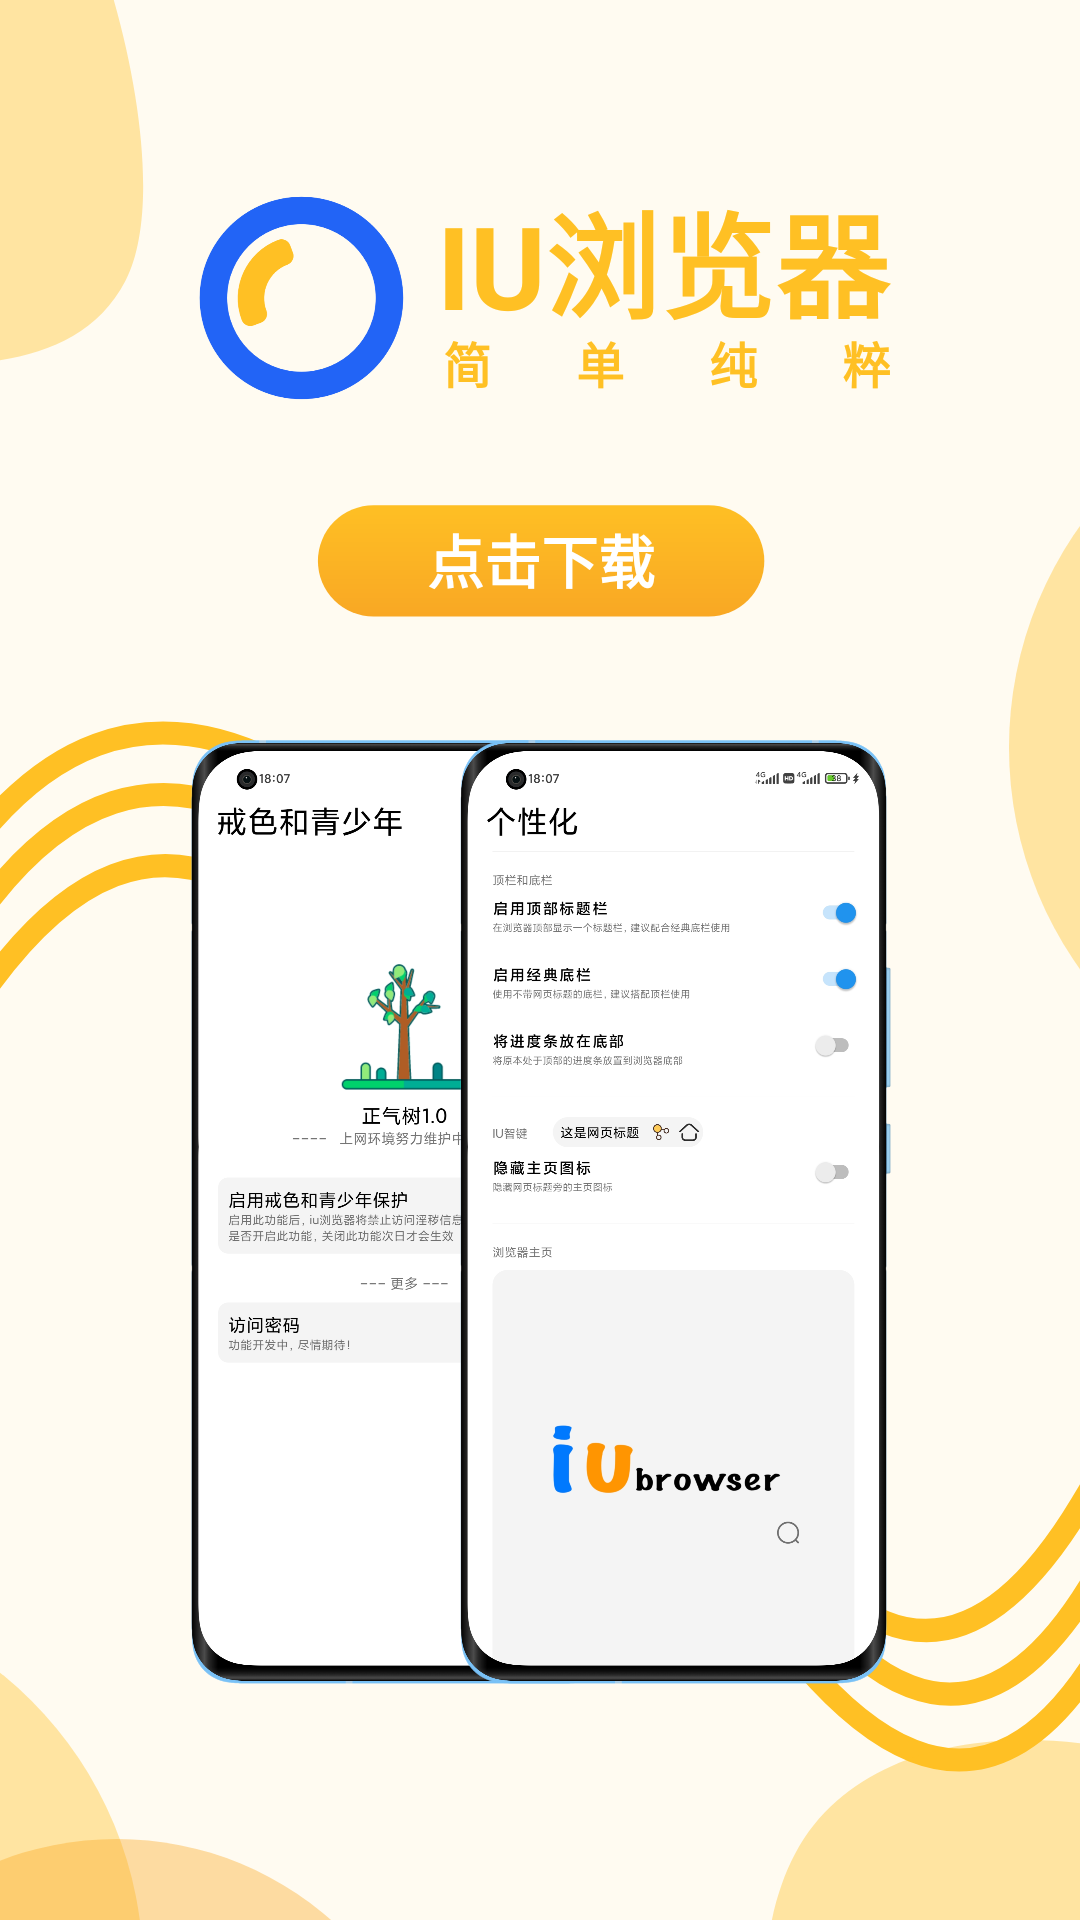 IU浏览器
简单纯粹
点击下载
18:07
戒色和青少年
正气树1.0
---- 上网环境努力维护中
启用戒色和青少年保护
启用此功能后, iu浏览器将禁止访问淫秽信息
是否开启此功能, 关闭此功能次日才会生效
--- 更多 ---
访问密码
功能开发中, 尽情期待!
18:07
4G HD 4G 38
个性化
顶栏和底栏
启用顶部标题栏
在浏览器顶部显示一个标题栏, 建议配合经典底栏使用
启用经典底栏
使用不带网页标题的底栏, 建议搭配顶栏使用
将进度条放在底部
将原本处于顶部的进度条放置到浏览器底部
IU智键 这是网页标题
隐藏主页图标
隐藏网页标题旁的主页图标
浏览器主页
iU browser